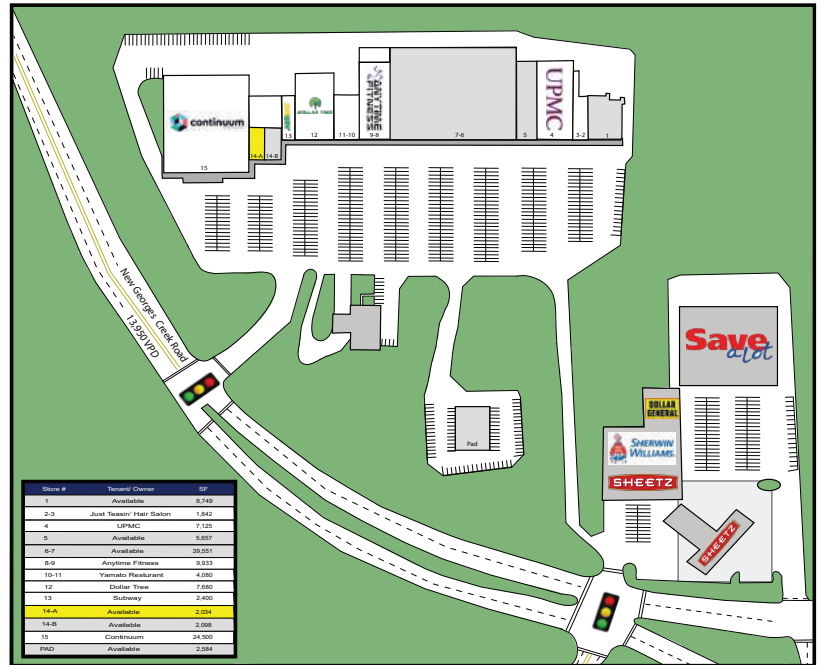 continuum
SUBWAY
DOLLAR TREE
ANYTIME
FITNESS
UPMC
15
14-A
14-B
13
12
11-10
9-8
7-6
5
4
3-2
1
New Georges Creek Road
13,950 VPD
Save
a lot
DOLLAR
GENERAL
SHERWIN
WILLIAMS.
SHEETZ
SHEETZ
Pad
Store # Tenant/ Owner SF
1 Available 6,749
2-3 Just Teasin' Hair Salon 1,842
4 UPMC 7,125
5 Available 5,657
6-7 Available 39,551
8-9 Anytime Fitness 9,933
10-11 Yamato Resturant 4,080
12 Dollar Tree 7,680
13 Subway 2,400
14-A Available 2,034
14-B Available 2,098
15 Continuum 24,500
PAD Available 2,584